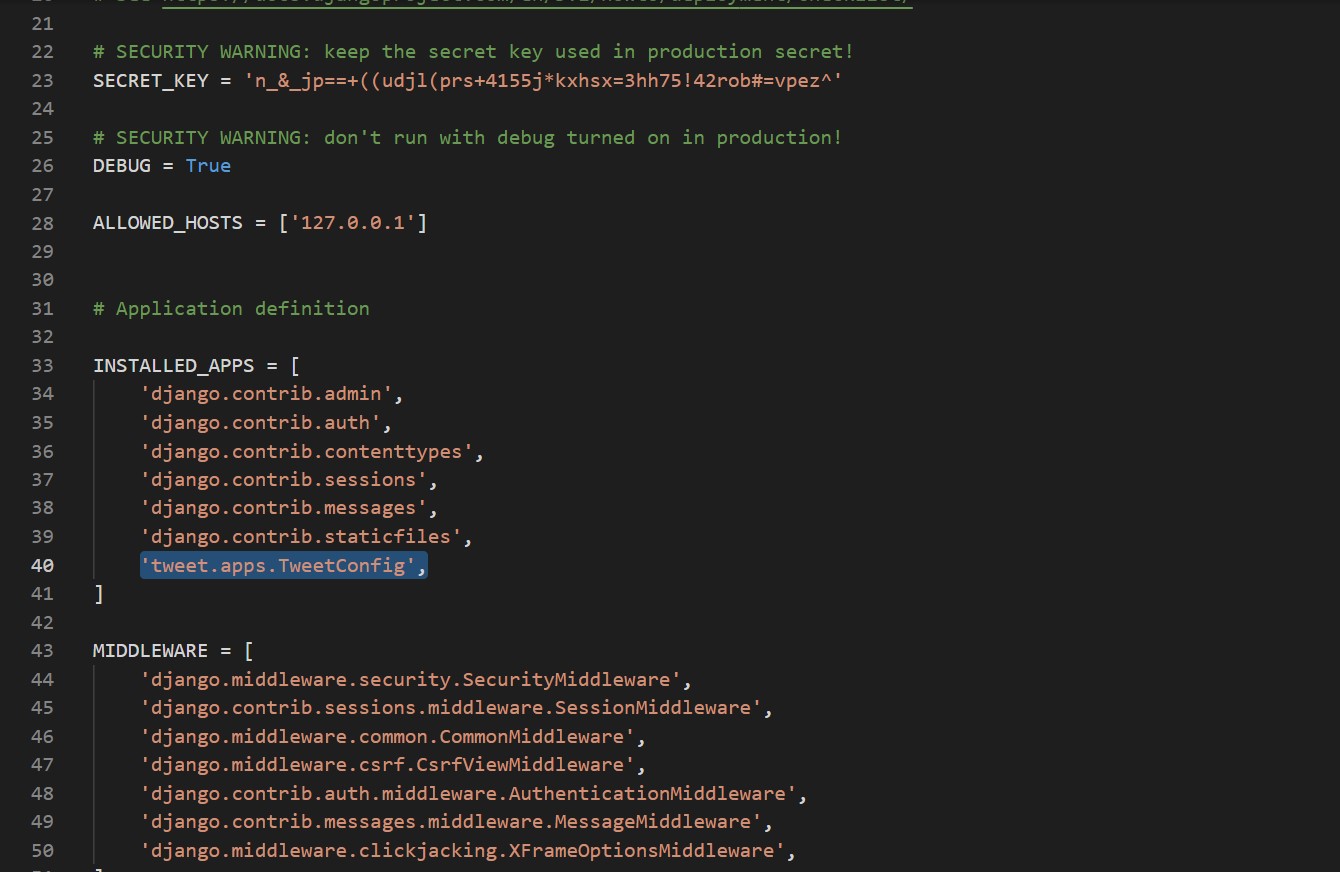 21
22 # SECURITY WARNING: keep the secret key used in production secret!
23 SECRET_KEY = 'n_&_jp==+((udjl(prs+4155j*kxhsx=3hh75!42rob#=vpez^'
24
25 # SECURITY WARNING: don't run with debug turned on in production!
26 DEBUG = True
27
28 ALLOWED_HOSTS = ['127.0.0.1']
29
30
31 # Application definition
32
33 INSTALLED_APPS = [
34 'django.contrib.admin',
35 'django.contrib.auth',
36 'django.contrib.contenttypes',
37 'django.contrib.sessions',
38 'django.contrib.messages',
39 'django.contrib.staticfiles',
40 'tweet.apps.TweetConfig',
41 ]
42
43 MIDDLEWARE = [
44 'django.middleware.security.SecurityMiddleware',
45 'django.contrib.sessions.middleware.SessionMiddleware',
46 'django.middleware.common.CommonMiddleware',
47 'django.middleware.csrf.CsrfViewMiddleware',
48 'django.contrib.auth.middleware.AuthenticationMiddleware',
49 'django.contrib.messages.middleware.MessageMiddleware',
50 'django.middleware.clickjacking.XFrameOptionsMiddleware',